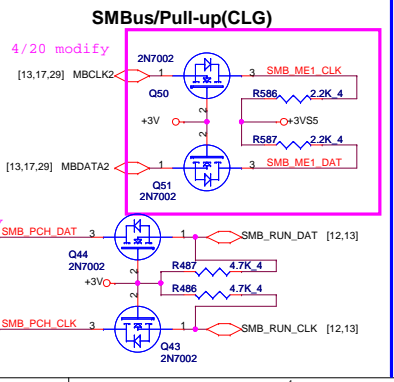 SMBus/Pull-up(CLG)
4/20 modify
2N7002
[13,17,29] MBCLK2 1 3 SMB_ME1_CLK
Q50
R586 2.2K_4
2
+3V +3VS5
2
R587 2.2K_4
[13,17,29] MBDATA2 1 3 SMB_ME1_DAT
Q51
2N7002
SMB_PCH_DAT 3 1 SMB_RUN_DAT [12,13]
Q44
2N7002
2
R487 4.7K_4
+3V
R486 4.7K_4
2
SMB_PCH_CLK 3 1 SMB_RUN_CLK [12,13]
Q43
2N7002